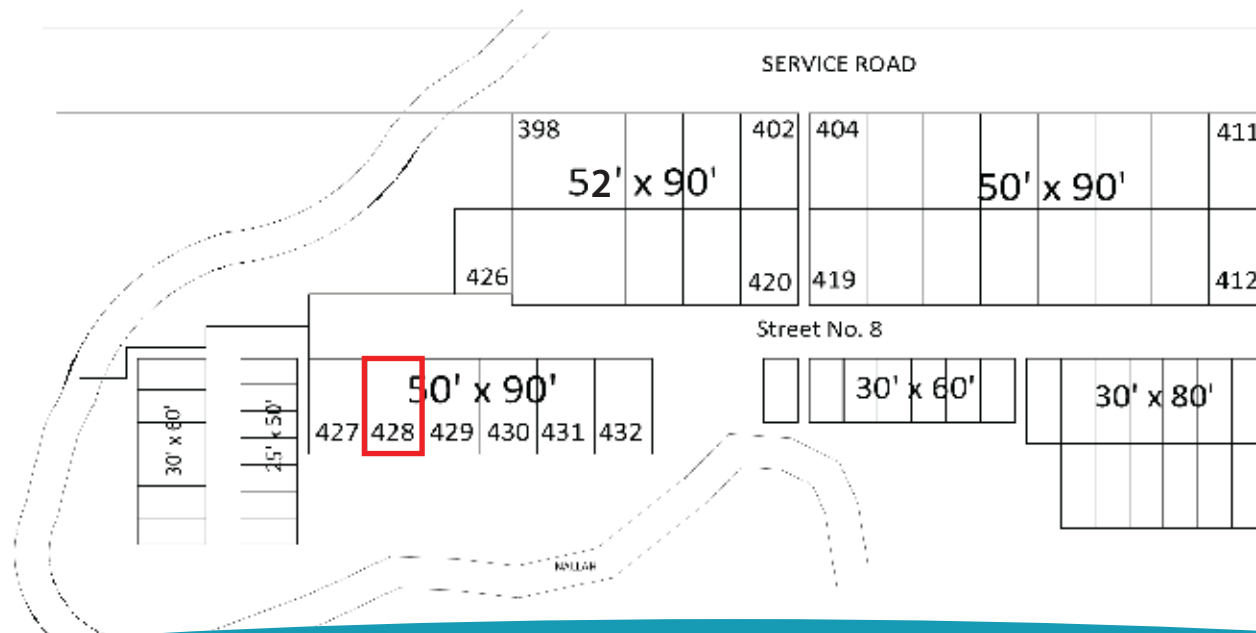 SERVICE ROAD
398
402
404
411
52' x 90'
50' x 90'
426
420
419
412
Street No. 8
50' x 90'
30' x 60'
30' x 80'
427 428 429 430 431 432
30' x 60'
25' x 50'
NALLAH